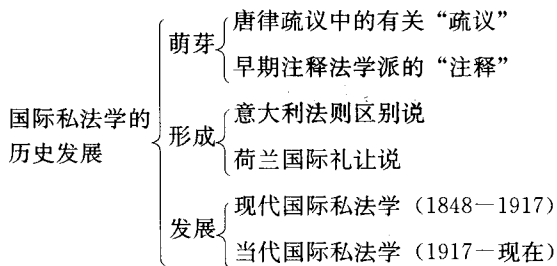 国际私法学的
历史发展
萌芽
唐律疏议中的有关“疏议”
早期注释法学派的“注释”
形成
意大利法则区别说
荷兰国际礼让说
发展
现代国际私法学（1848－1917）
当代国际私法学（1917－现在）